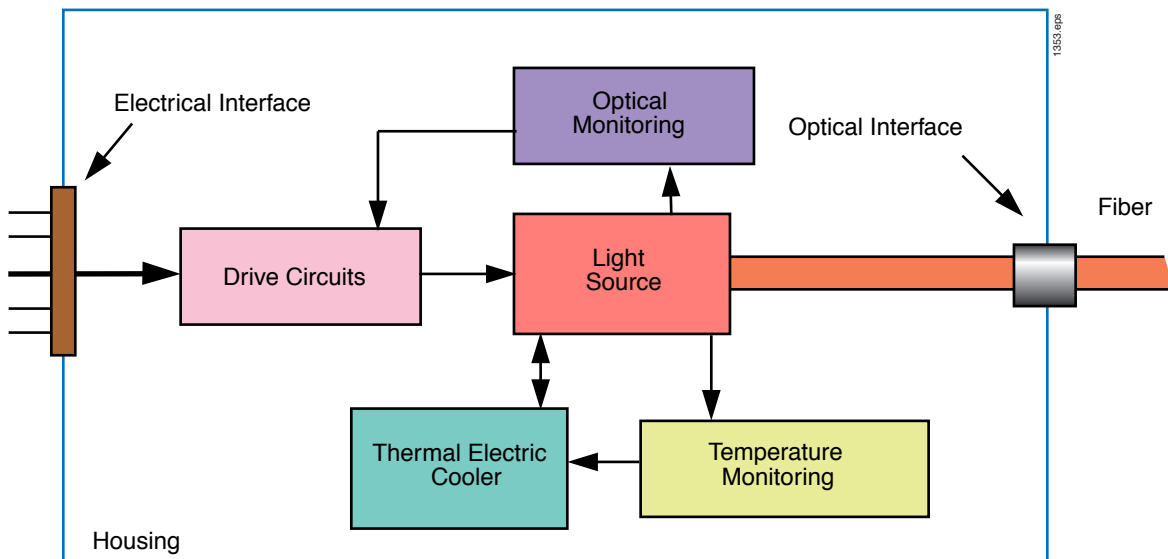 1353.eps
Electrical Interface
Optical
Monitoring
Optical Interface
Fiber
Drive Circuits
Light
Source
Thermal Electric
Cooler
Temperature
Monitoring
Housing